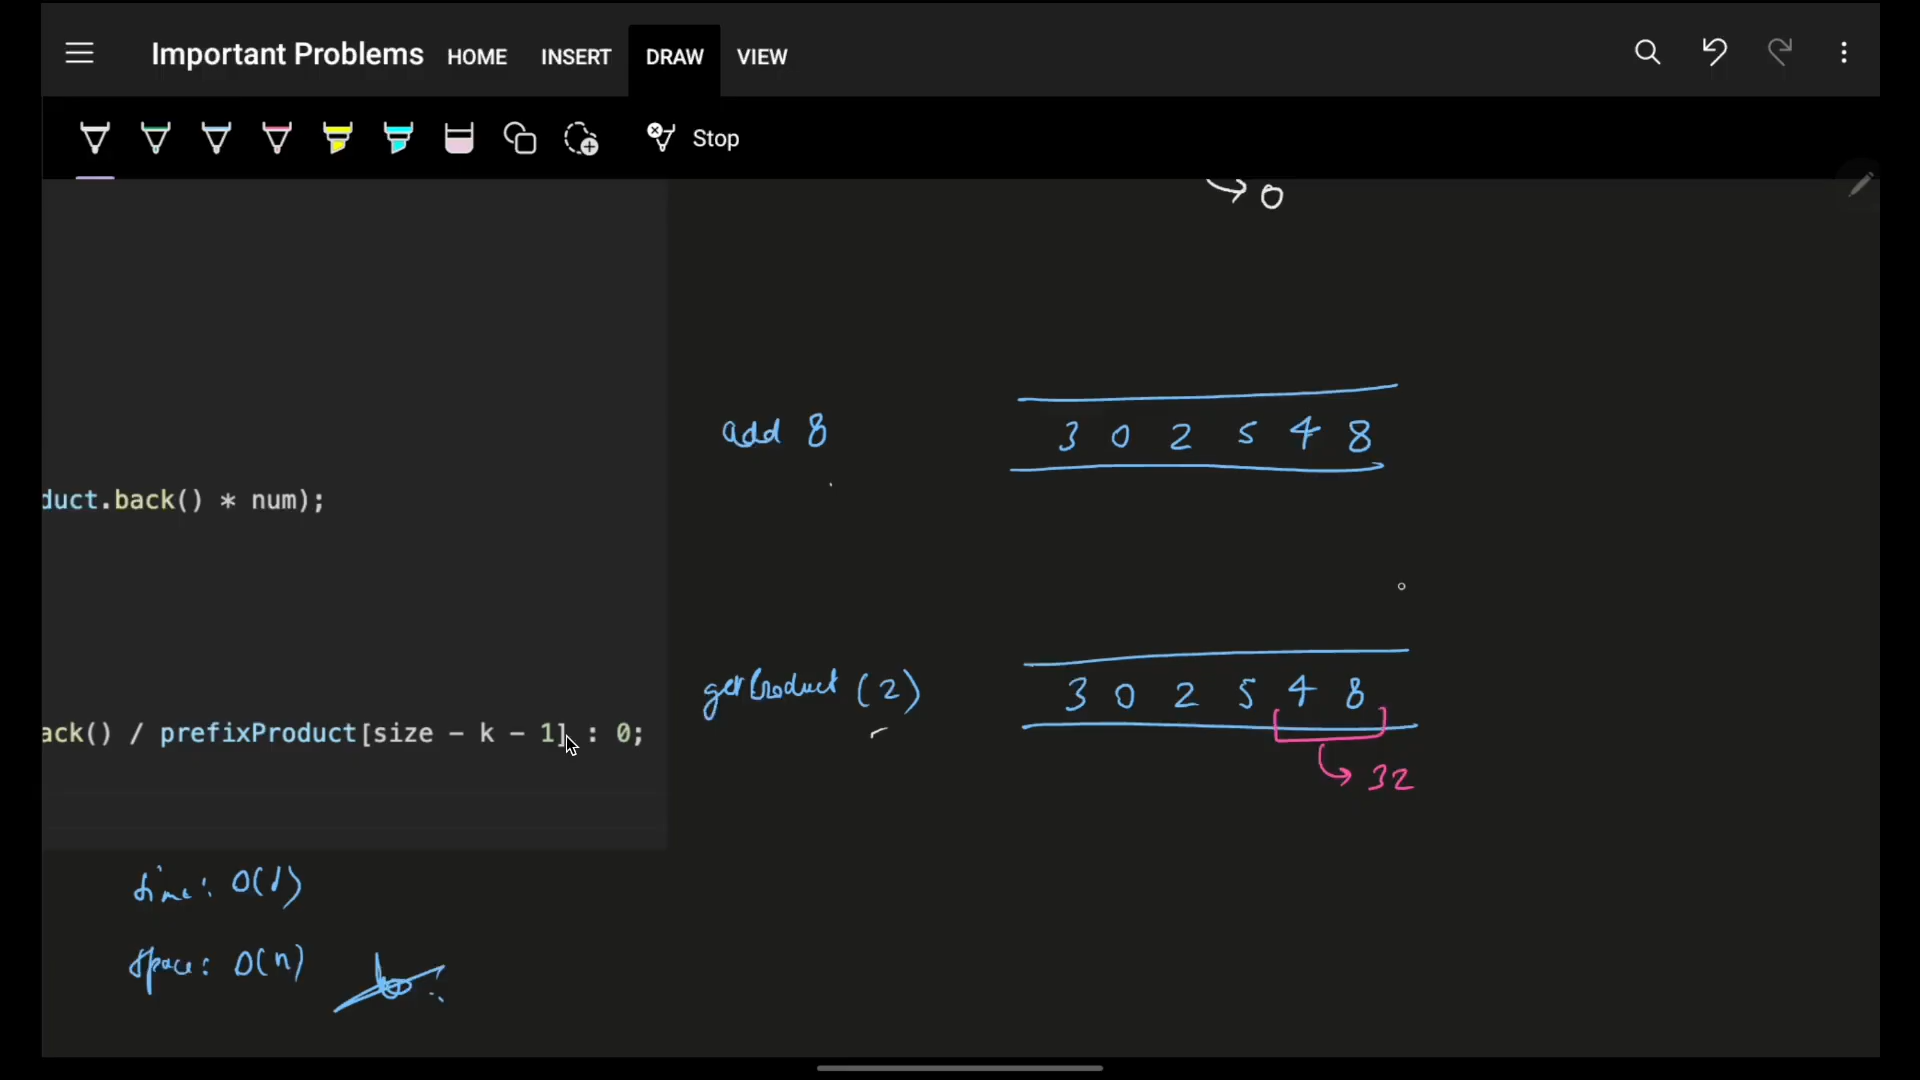 Important Problems HOME INSERT DRAW VIEW
Stop
0
add 8 3 0 2 5 4 8
duct.back() * num);
getProduct (2) 3 0 2 5 4 8
ack() / prefixProduct[size - k - 1] : 0;
32
time: O(1)
space: O(n)